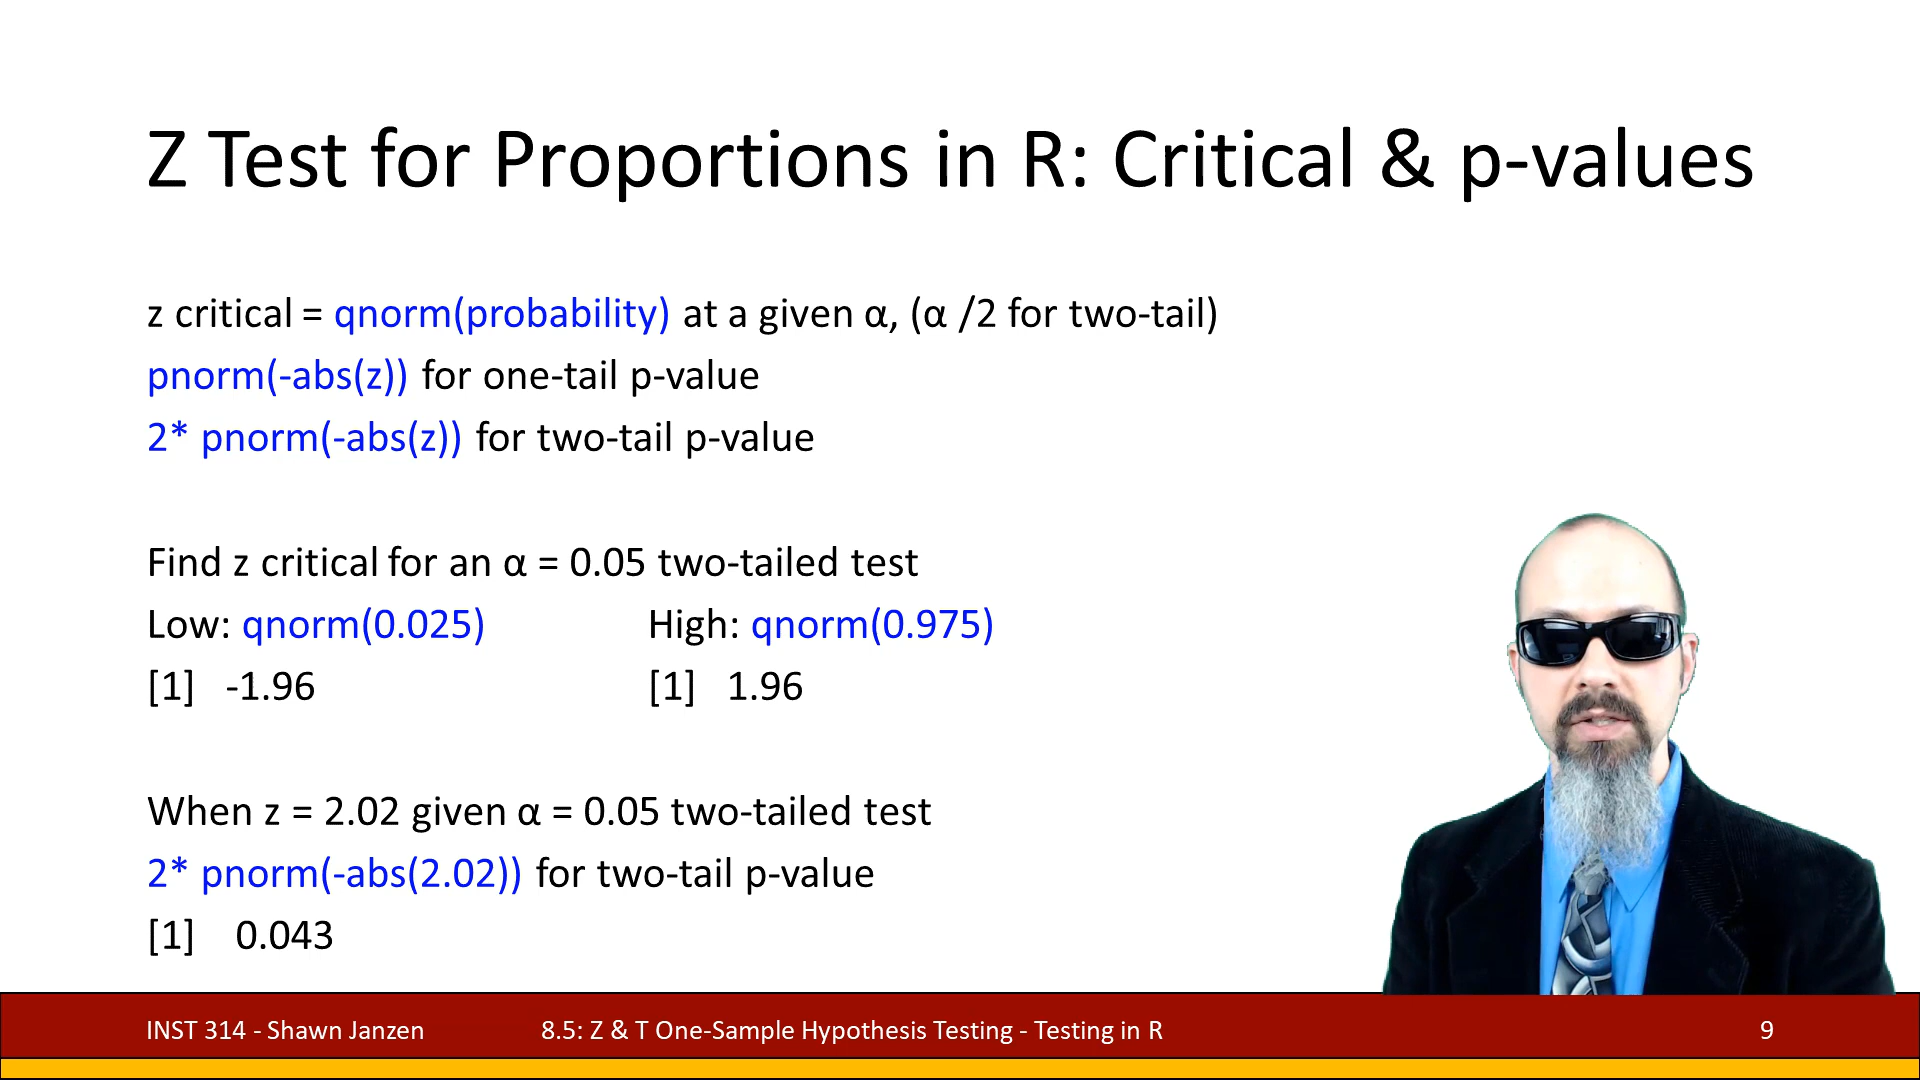 Z Test for Proportions in R: Critical & p-values
z critical = qnorm(probability) at a given α, (α /2 for two-tail)
pnorm(-abs(z)) for one-tail p-value
2* pnorm(-abs(z)) for two-tail p-value
Find z critical for an α = 0.05 two-tailed test
Low: qnorm(0.025) High: qnorm(0.975)
[1] -1.96 [1] 1.96
When z = 2.02 given α = 0.05 two-tailed test
2* pnorm(-abs(2.02)) for two-tail p-value
[1] 0.043
INST 314 - Shawn Janzen 8.5: Z & T One-Sample Hypothesis Testing - Testing in R 9